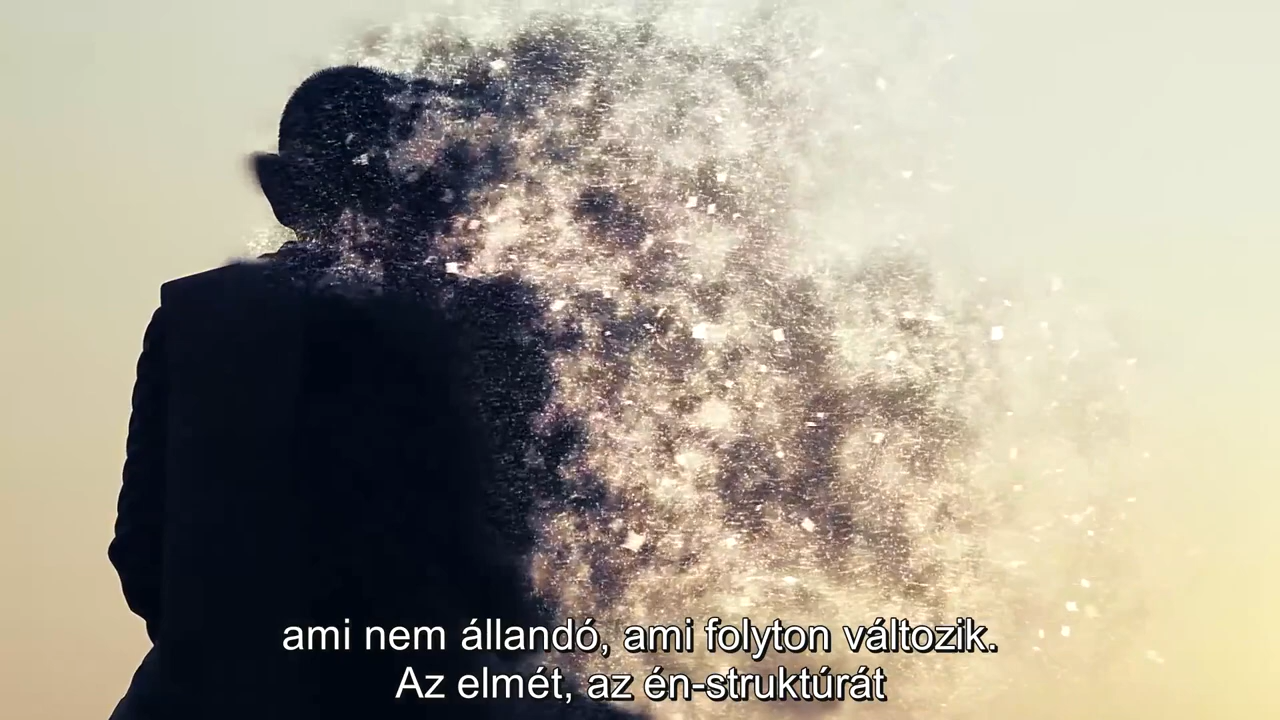 ami nem állandó, ami folyton változik.
Az elmét, az én-struktúrát